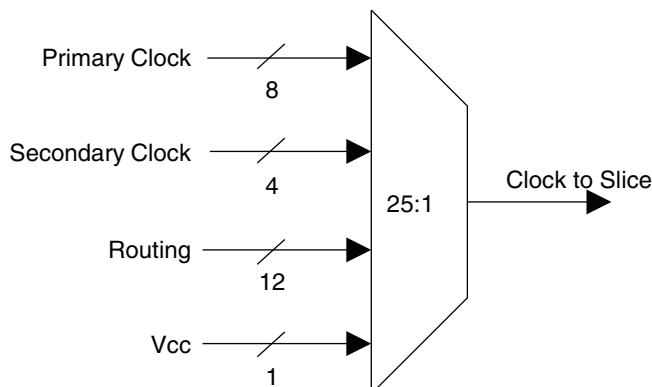 Primary Clock
8
Secondary Clock
4
Clock to Slice
25:1
Routing
12
Vcc
1